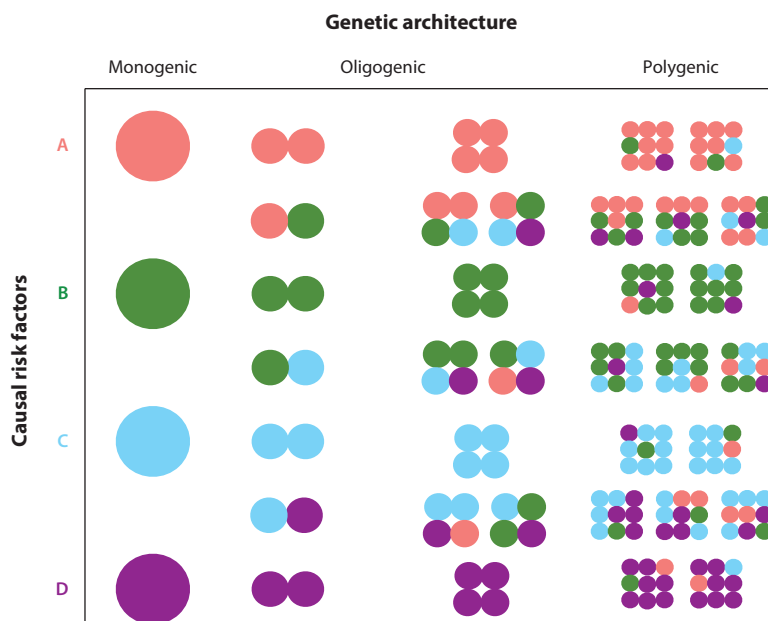 Genetic architecture
Monogenic Oligogenic Polygenic
Causal risk factors
A
B
C
D